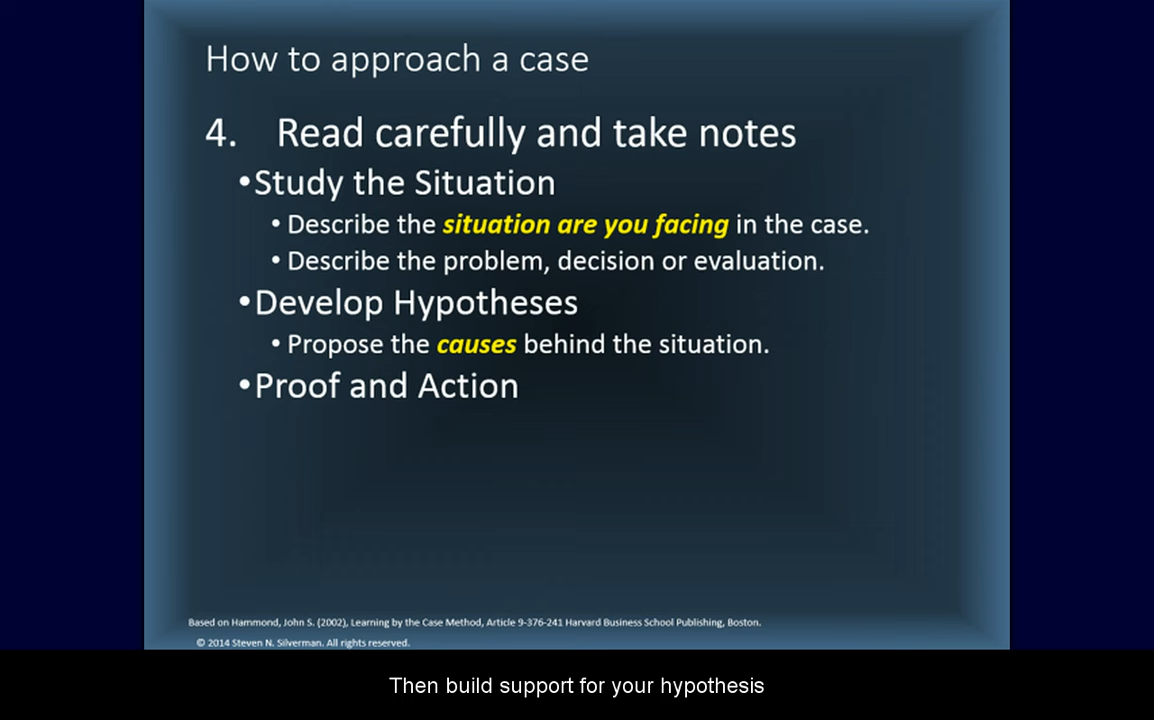 How to approach a case
4. Read carefully and take notes
•Study the Situation
• Describe the situation are you facing in the case.
• Describe the problem, decision or evaluation.
•Develop Hypotheses
• Propose the causes behind the situation.
•Proof and Action
Based on Hammond, John S. (2002), Learning by the Case Method, Article 9-376-241 Harvard Business School Publishing, Boston.
© 2014 Steven N. Silverman. All rights reserved.
Then build support for your hypothesis